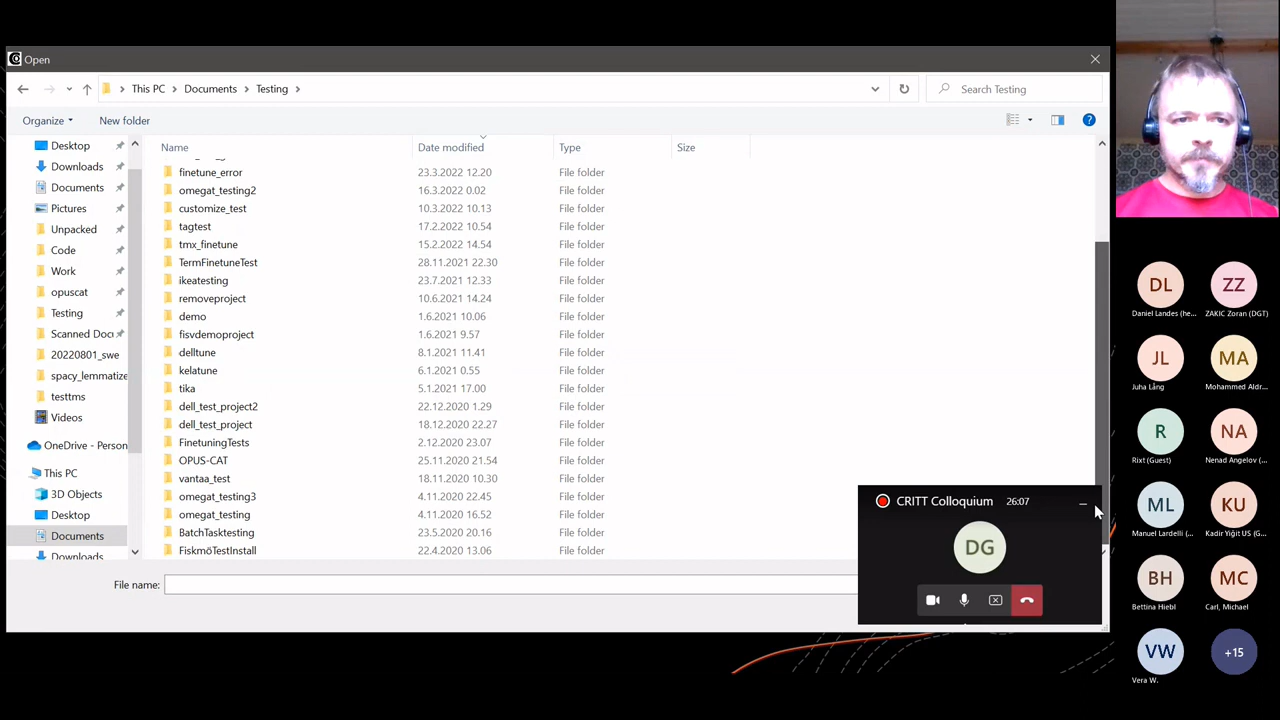 Open
This PC > Documents > Testing >
Search Testing
Organize
New folder
Name Date modified Type Size
finetune_error 23.3.2022 12.20 File folder
omegat_testing2 16.3.2022 0.02 File folder
customize_test 10.3.2022 10.13 File folder
tagtest 17.2.2022 10.54 File folder
tmx_finetune 15.2.2022 14.54 File folder
TermFinetuneTest 28.11.2021 22.30 File folder
ikeatesting 23.7.2021 12.33 File folder
removeproject 10.6.2021 14.24 File folder
demo 1.6.2021 10.06 File folder
fisvdemoproject 1.6.2021 9.57 File folder
delltune 8.1.2021 11.41 File folder
kelatune 6.1.2021 0.55 File folder
tika 5.1.2021 17.00 File folder
dell_test_project2 22.12.2020 1.29 File folder
dell_test_project 18.12.2020 22.27 File folder
FinetuningTests 2.12.2020 23.07 File folder
OPUS-CAT 25.11.2020 21.54 File folder
vantaa_test 18.11.2020 10.30 File folder
omegat_testing3 4.11.2020 22.45 File folder
omegat_testing 4.11.2020 16.52 File folder
BatchTasktesting 23.5.2020 20.16 File folder
FiskmöTestInstall 22.4.2020 13.06 File folder
Desktop
Downloads
Documents
Pictures
Unpacked
Code
Work
opuscat
Testing
Scanned Docu
20220801_swe
spacy_lemmatize
testtms
Videos
OneDrive - Person
This PC
3D Objects
Desktop
Documents
Downloads
File name:
CRITT Colloquium 26:07
DG
DL ZZ
Daniel Landes (he... ZAKIC Zoran (DGT)
JL MA
Juha Lång Mohammed Aldr...
R NA
Rixt (Guest) Nenad Angelov (...
ML KU
Manuel Lardelli (... Kadir Yiğit US (G...
BH MC
Bettina Hiebl Carl, Michael
VW +15
Vera W.